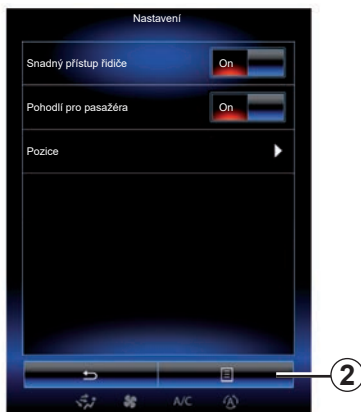 Nastavení
Snadný přístup řidiče On
Pohodlí pro pasažéra On
Pozice
2
A/C